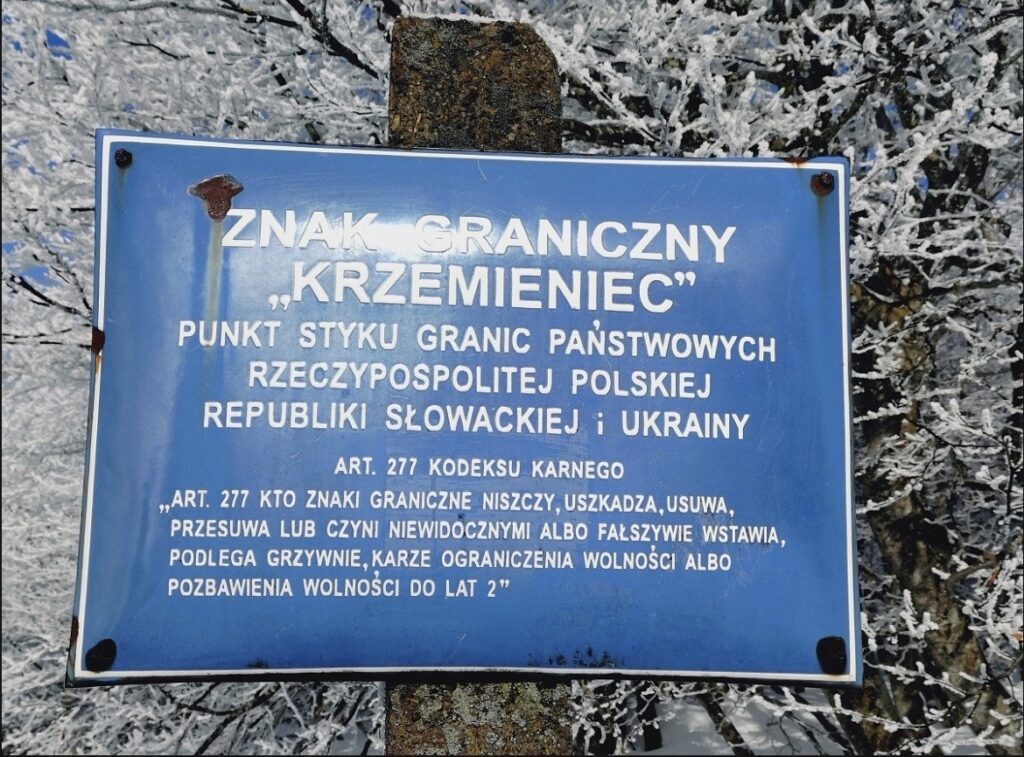 ZNAK GRANICZNY
„KRZEMIENIEC”
PUNKT STYKU GRANIC PAŃSTWOWYCH
RZECZYPOSPOLITEJ POLSKIEJ
REPUBLIKI SŁOWACKIEJ i UKRAINY
ART. 277 KODEKSU KARNEGO
„ART. 277 KTO ZNAKI GRANICZNE NISZCZY, USZKADZA, USUWA,
PRZESUWA LUB CZYNI NIEWIDOCZNYMI ALBO FAŁSZYWIE WSTAWIA,
PODLEGA GRZYWNIE, KARZE OGRANICZENIA WOLNOŚCI ALBO
POZBAWIENIA WOLNOŚCI DO LAT 2”